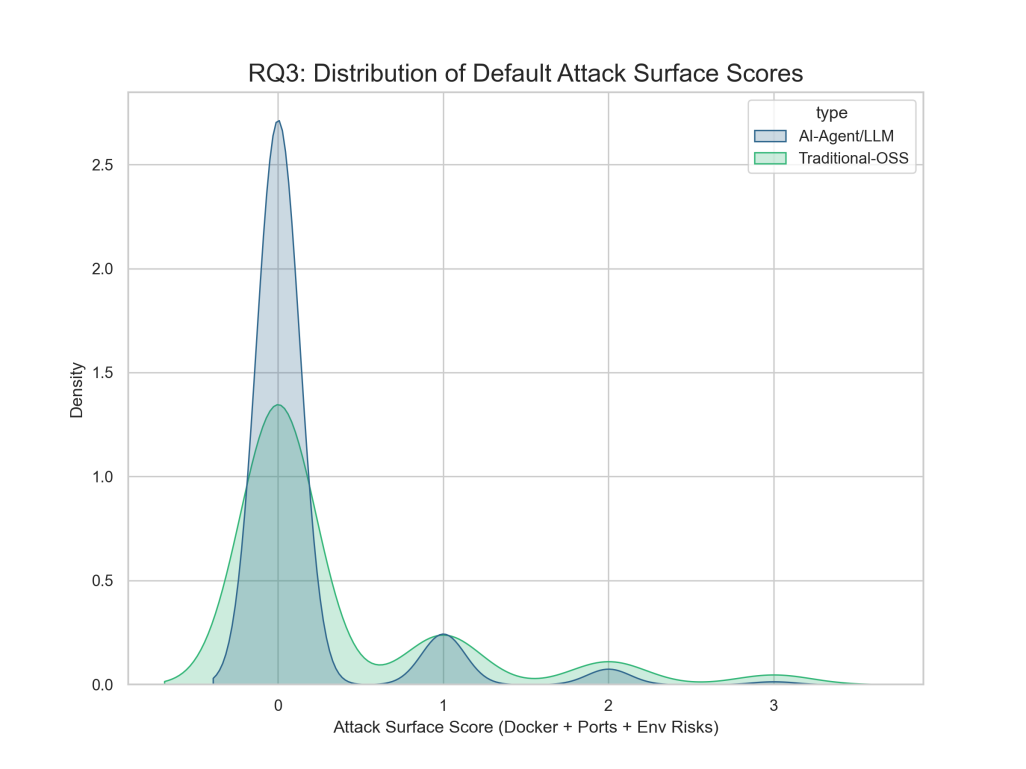 RQ3: Distribution of Default Attack Surface Scores
type
AI-Agent/LLM
Traditional-OSS
Density
2.5
2.0
1.5
1.0
0.5
0.0
0 1 2 3
Attack Surface Score (Docker + Ports + Env Risks)